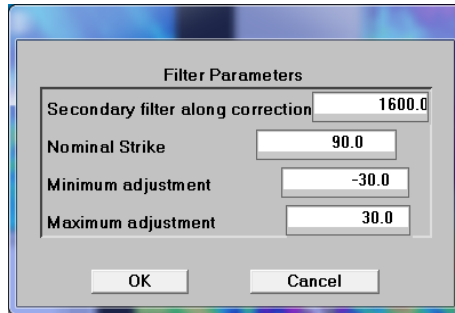 Filter Parameters
Secondary filter along correction 1600.0
Nominal Strike 90.0
Minimum adjustment -30.0
Maximum adjustment 30.0
OK Cancel